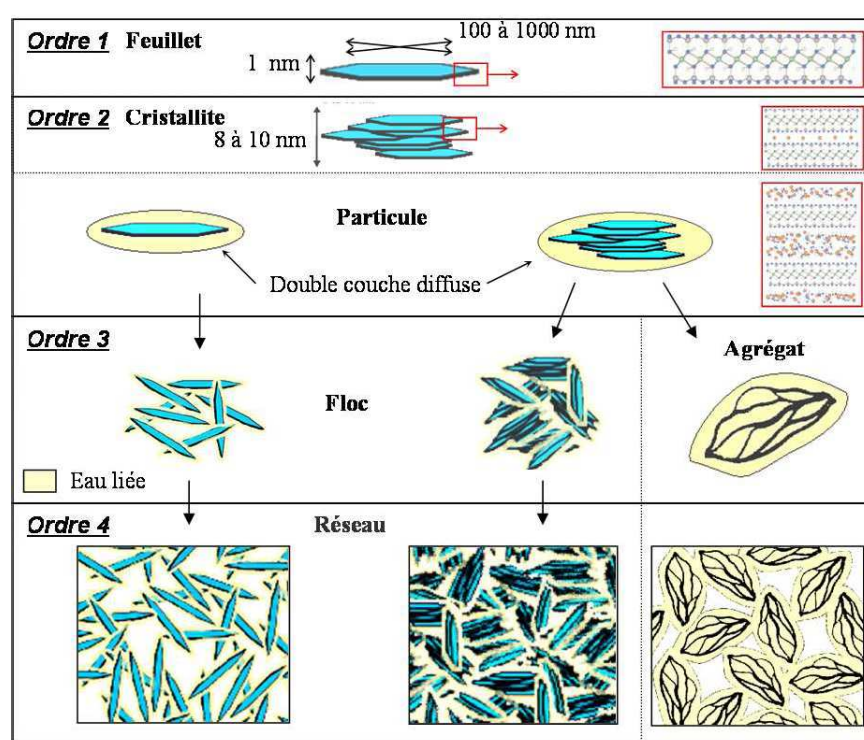 Ordre 1 Feuillet
100 à 1000 nm
1 nm
Ordre 2 Cristallite
8 à 10 nm
Particule
Double couche diffuse
Ordre 3
Agrégat
Floc
Eau liée
Ordre 4
Réseau